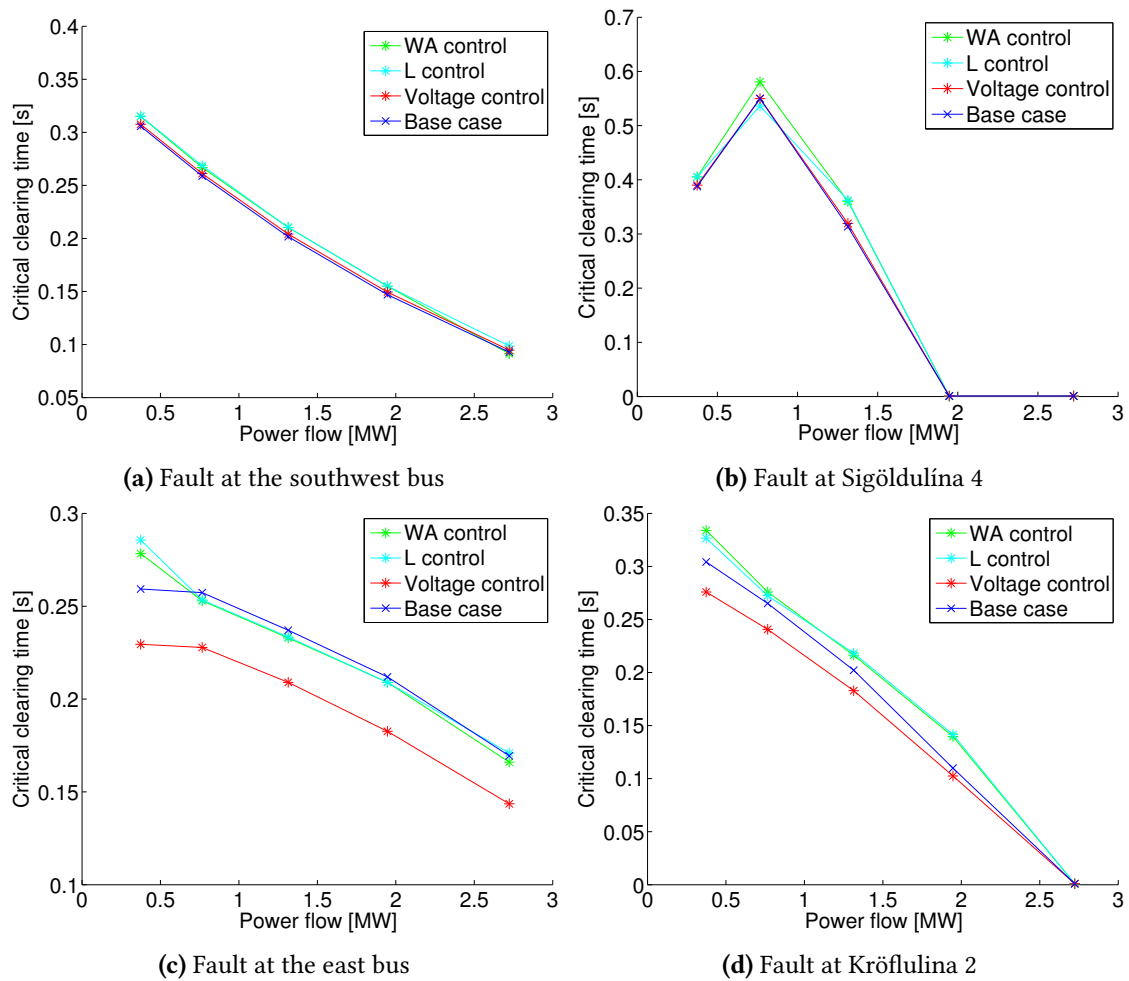 0.4
0.35
0.3
0.25
0.2
0.15
0.1
0.05
0 0.5 1 1.5 2 2.5 3
Critical clearing time [s]
Power flow [MW]
WA control
L control
Voltage control
Base case
(a) Fault at the southwest bus
0.6
0.5
0.4
0.3
0.2
0.1
0
0 0.5 1 1.5 2 2.5 3
Critical clearing time [s]
Power flow [MW]
WA control
L control
Voltage control
Base case
(b) Fault at Sigöldulína 4
0.3
0.25
0.2
0.15
0.1
0 0.5 1 1.5 2 2.5 3
Critical clearing time [s]
Power flow [MW]
WA control
L control
Voltage control
Base case
(c) Fault at the east bus
0.35
0.3
0.25
0.2
0.15
0.1
0.05
0
0 0.5 1 1.5 2 2.5 3
Critical clearing time [s]
Power flow [MW]
WA control
L control
Voltage control
Base case
(d) Fault at Kröflulina 2